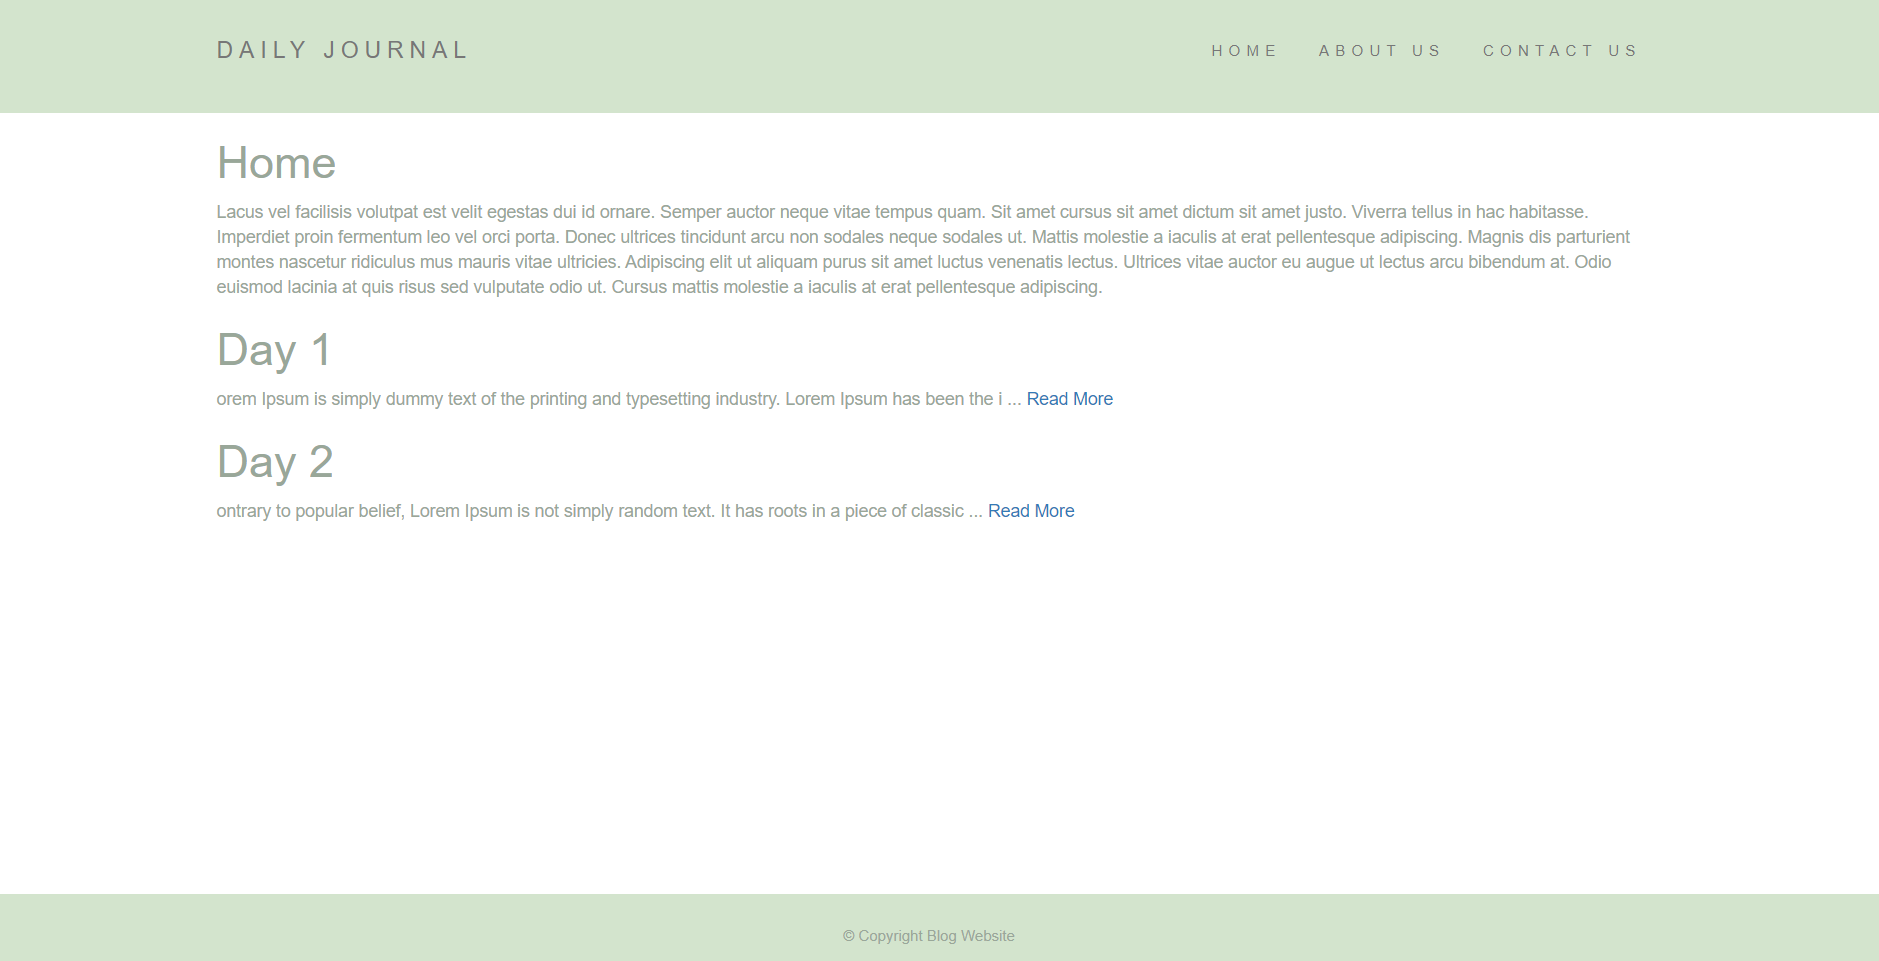 DAILY JOURNAL
HOME ABOUT US CONTACT US
Home
Lacus vel facilisis volutpat est velit egestas dui id ornare. Semper auctor neque vitae tempus quam. Sit amet cursus sit amet dictum sit amet justo. Viverra tellus in hac habitasse.
Imperdiet proin fermentum leo vel orci porta. Donec ultrices tincidunt arcu non sodales neque sodales ut. Mattis molestie a iaculis at erat pellentesque adipiscing. Magnis dis parturient
montes nascetur ridiculus mus mauris vitae ultricies. Adipiscing elit ut aliquam purus sit amet luctus venenatis lectus. Ultrices vitae auctor eu augue ut lectus arcu bibendum at. Odio
euismod lacinia at quis risus sed vulputate odio ut. Cursus mattis molestie a iaculis at erat pellentesque adipiscing.
Day 1
orem Ipsum is simply dummy text of the printing and typesetting industry. Lorem Ipsum has been the i ... Read More
Day 2
ontrary to popular belief, Lorem Ipsum is not simply random text. It has roots in a piece of classic ... Read More
© Copyright Blog Website